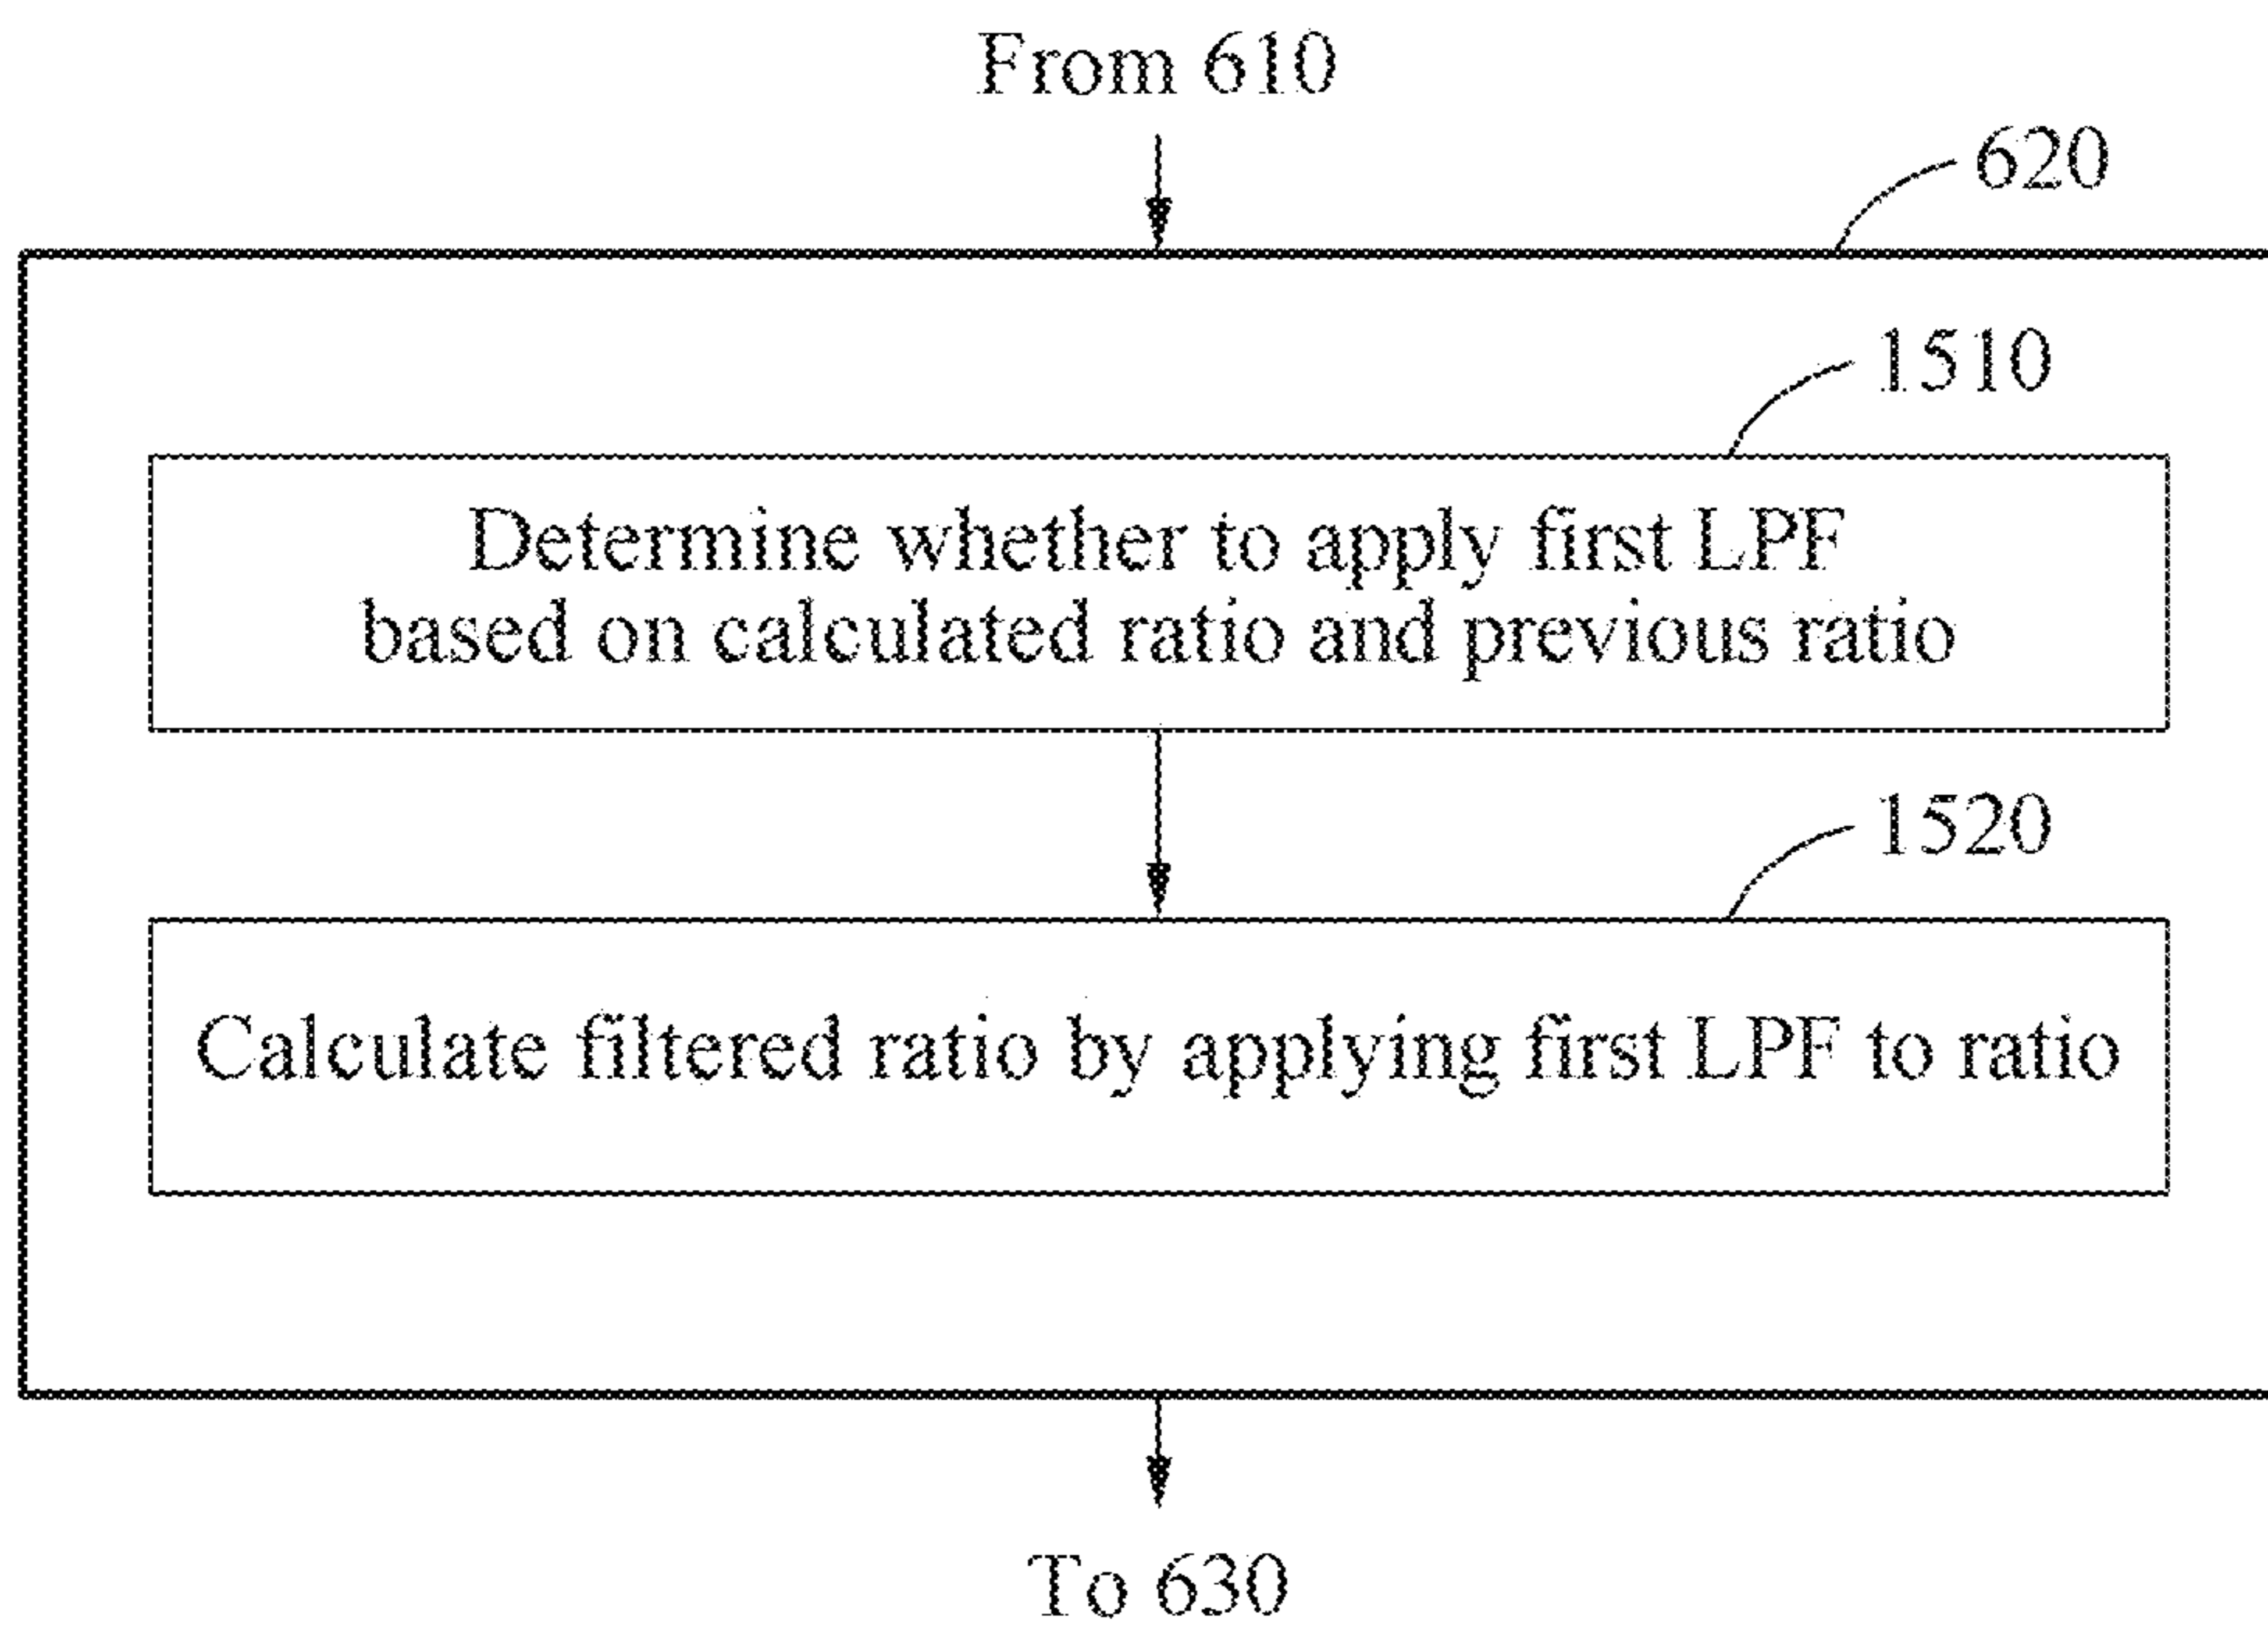 From 610
620
1510
Determine whether to apply first LPF
based on calculated ratio and previous ratio
1520
Calculate filtered ratio by applying first LPF to ratio
To 630